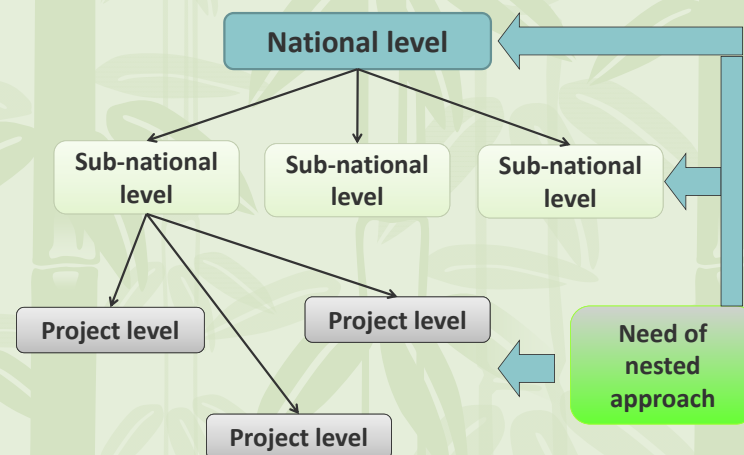 National level
Sub-national
level
Sub-national
level
Sub-national
level
Project level
Project level
Need of
nested
approach
Project level